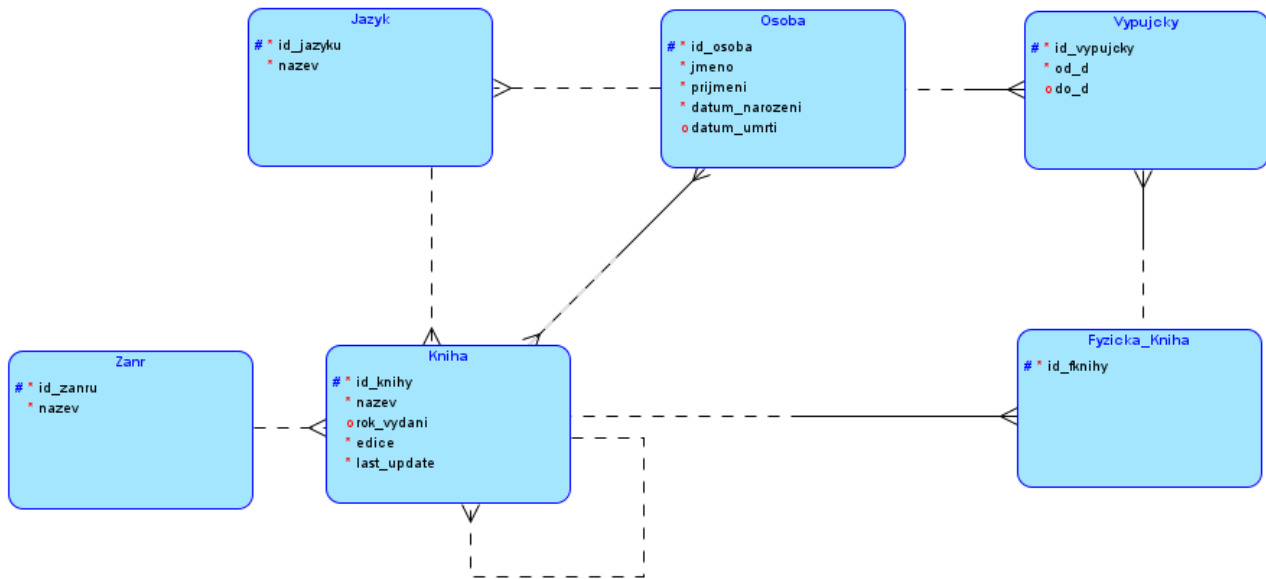 Jazyk
# * id_jazyku
* nazev
Osoba
# * id_osoba
* jmeno
* prijmeni
* datum_narozeni
o datum_umrti
Vypujcky
# * id_vypujcky
* od_d
o do_d
Zanr
# * id_zanru
* nazev
Kniha
# * id_knihy
* nazev
o rok_vydani
* edice
* last_update
Fyzicka_Kniha
# * id_fknihy